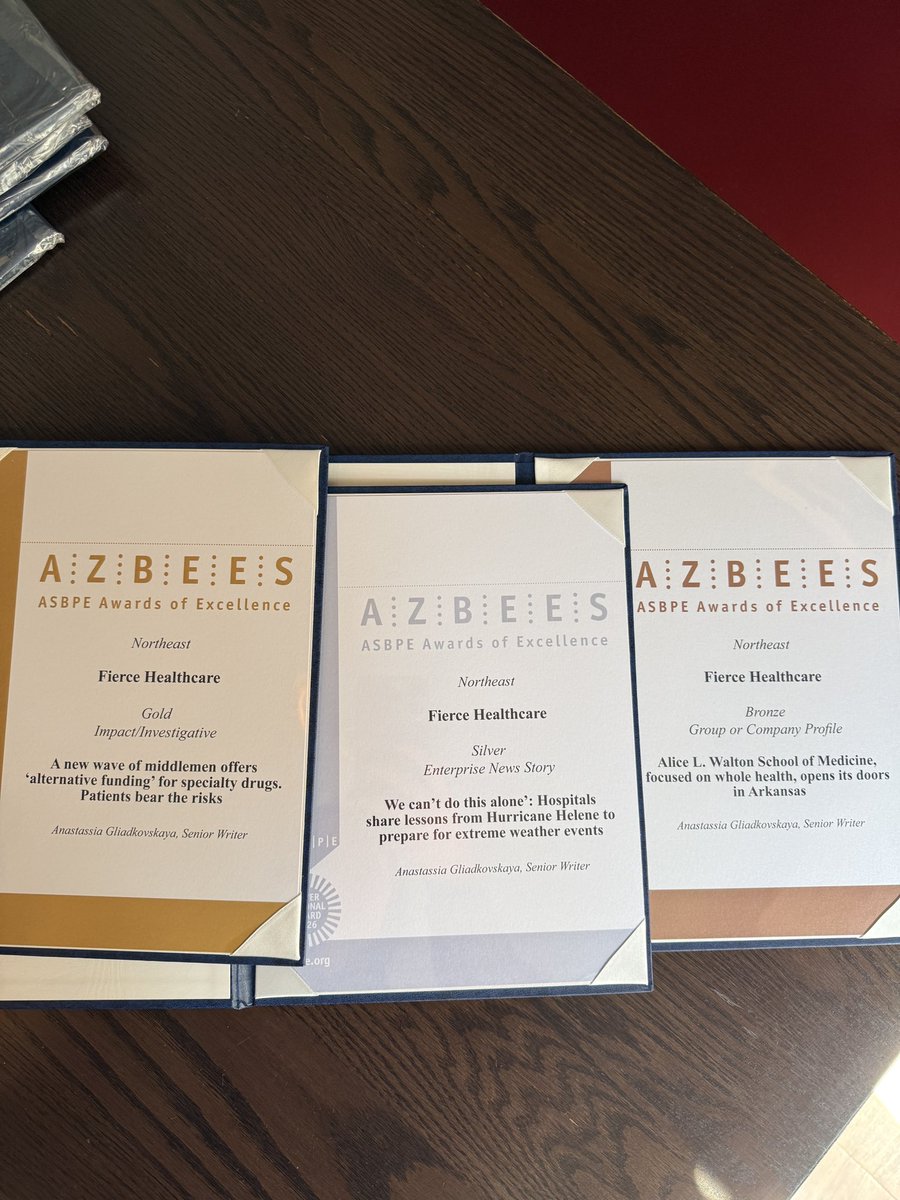 AZBEES
ASBPE Awards of Excellence
Northeast
Fierce Healthcare
Gold
Impact/Investigative
A new wave of middlemen offers
‘alternative funding’ for specialty drugs.
Patients bear the risks
Anastassia Gliadkovskaya, Senior Writer
AZBEES
ASBPE Awards of Excellence
Northeast
Fierce Healthcare
Silver
Enterprise News Story
We can’t do this alone’: Hospitals
share lessons from Hurricane Helene to
prepare for extreme weather events
Anastassia Gliadkovskaya, Senior Writer
AZBEES
ASBPE Awards of Excellence
Northeast
Fierce Healthcare
Bronze
Group or Company Profile
Alice L. Walton School of Medicine,
focused on whole health, opens its doors
in Arkansas
Anastassia Gliadkovskaya, Senior Writer